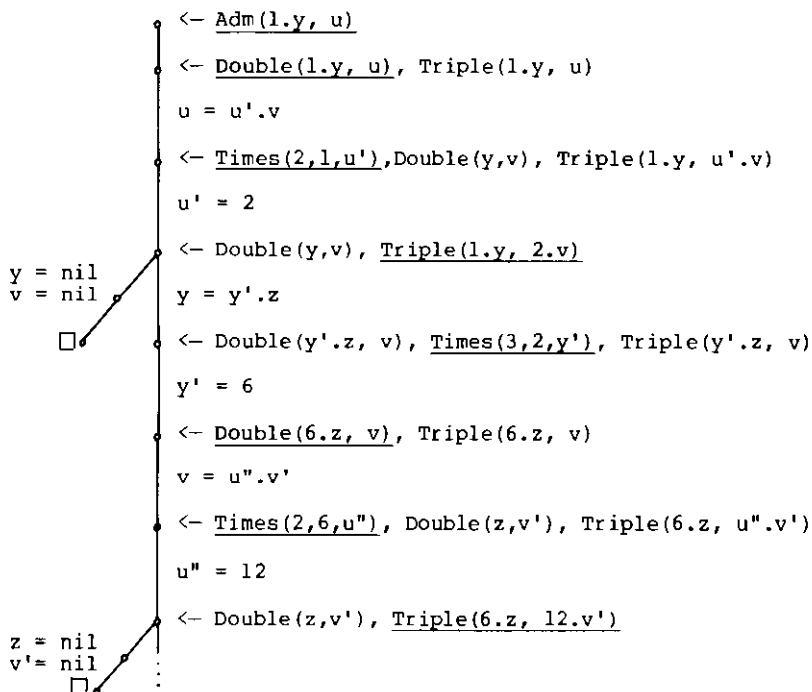 <- Adm(1.y, u)
<- Double(1.y, u), Triple(1.y, u)
u = u'.v
<- Times(2,1,u'),Double(y,v), Triple(1.y, u'.v)
u' = 2
<- Double(y,v), Triple(1.y, 2.v)
y = nil
v = nil
y = y'.z
<- Double(y'.z, v), Times(3,2,y'), Triple(y'.z, v)
y' = 6
<- Double(6.z, v), Triple(6.z, v)
v = u".v'
<- Times(2,6,u"), Double(z,v'), Triple(6.z, u".v')
u" = 12
<- Double(z,v'), Triple(6.z, 12.v')
z = nil
v'= nil